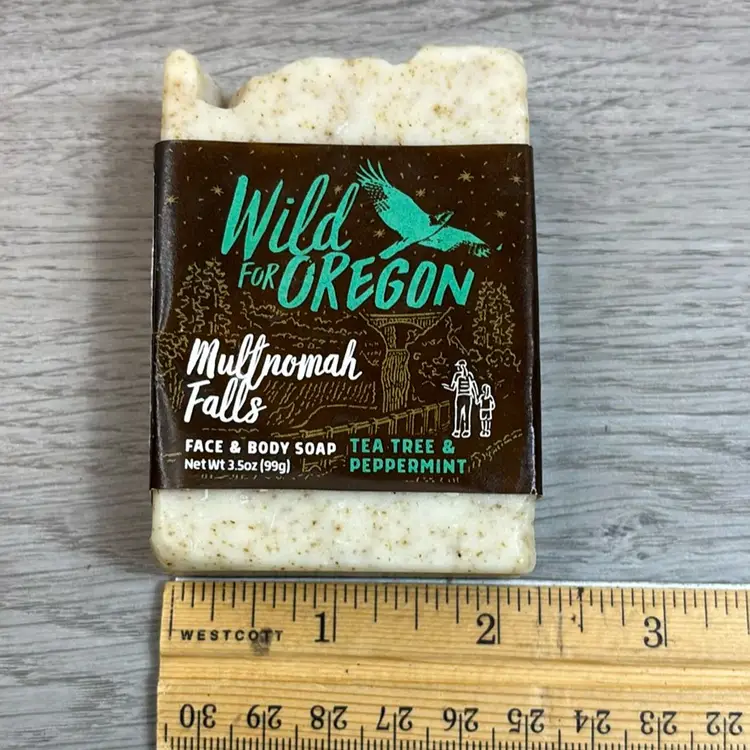 Wild
FOR OREGON
Multnomah
Falls
FACE & BODY SOAP
Net Wt 3.5oz (99g)
TEA TREE &
PEPPERMINT
WESTCOTT
1 2 3
30 29 28 27 26 25 24 23 22